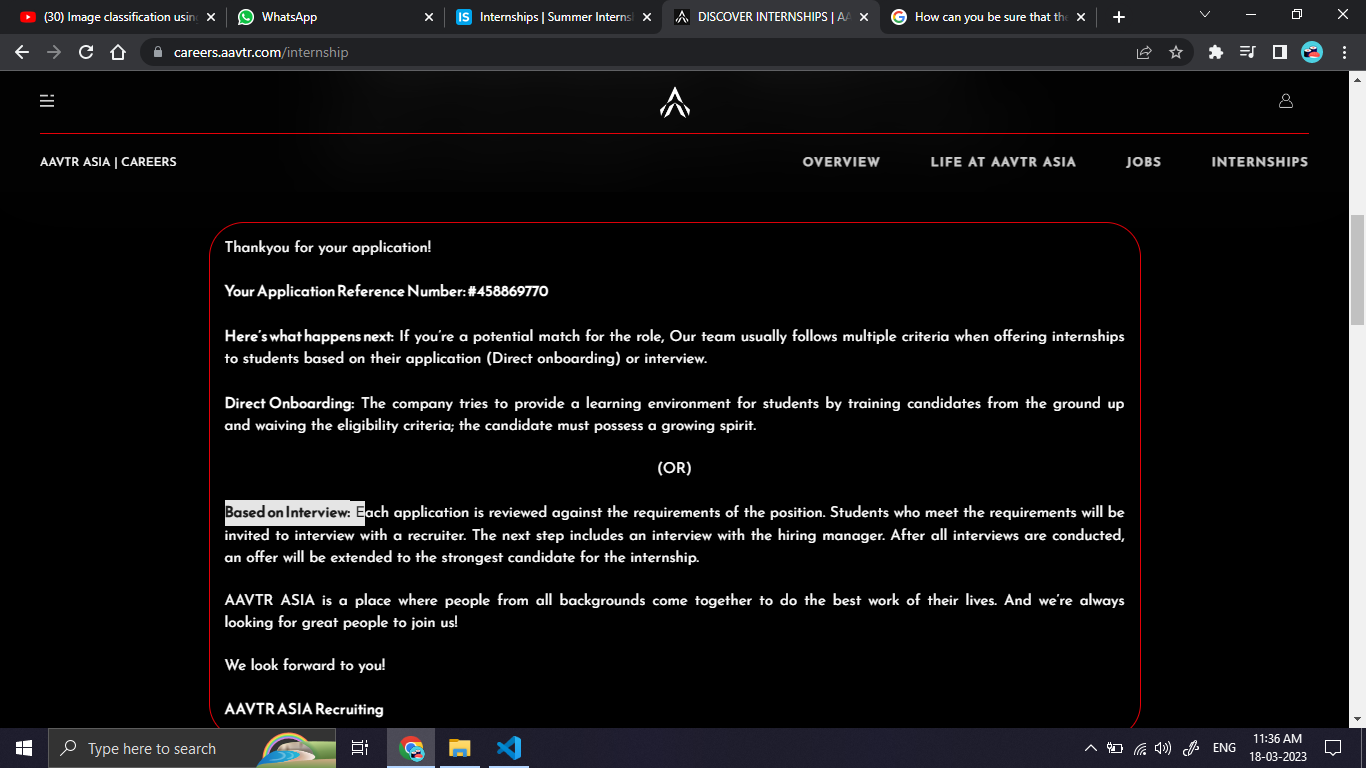 (30) Image classification usin
WhatsApp
Internships | Summer Interns
DISCOVER INTERNSHIPS | AA
How can you be sure that the
careers.aavtr.com/internship
AAVTR ASIA | CAREERS
OVERVIEW
LIFE AT AAVTR ASIA
JOBS
INTERNSHIPS
Thankyou for your application!
Your Application Reference Number: #458869770
Here's what happens next: If you're a potential match for the role, Our team usually follows multiple criteria when offering internships
to students based on their application (Direct onboarding) or interview.
Direct Onboarding: The company tries to provide a learning environment for students by training candidates from the ground up
and waiving the eligibility criteria; the candidate must possess a growing spirit.
(OR)
Based on Interview: Each application is reviewed against the requirements of the position. Students who meet the requirements will be
invited to interview with a recruiter. The next step includes an interview with the hiring manager. After all interviews are conducted,
an offer will be extended to the strongest candidate for the internship.
AAVTR ASIA is a place where people from all backgrounds come together to do the best work of their lives. And we're always
looking for great people to join us!
We look forward to you!
AAVTR ASIA Recruiting
Type here to search
ENG
11:36 AM
18-03-2023